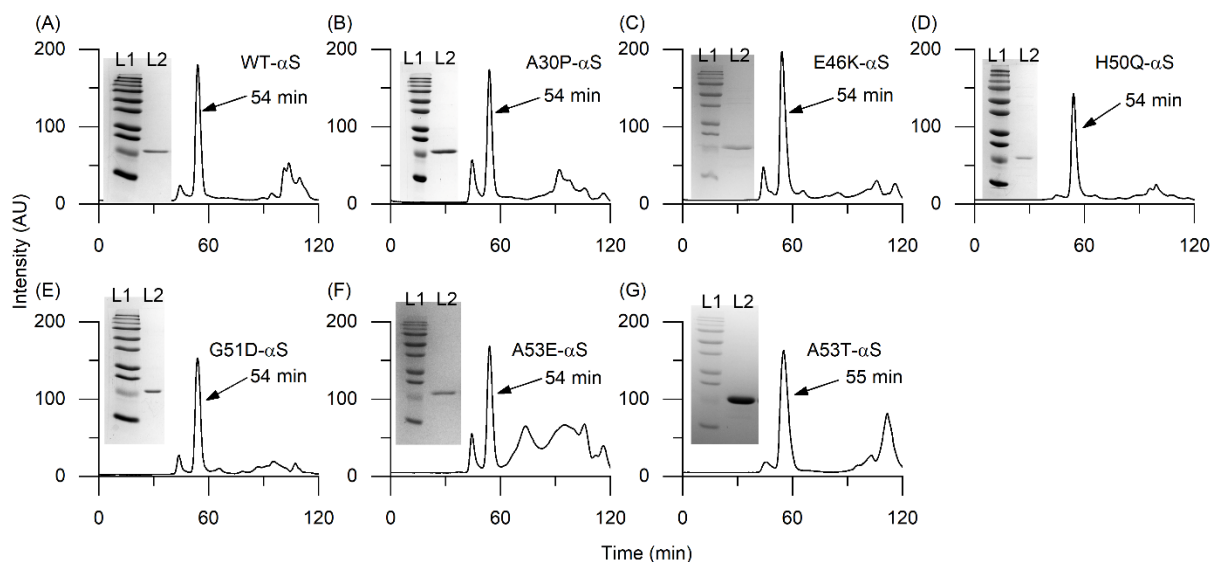 (A) (B) (C) (D)
200 L1 L2 WT-αS 200 L1 L2 A30P-αS 200 L1 L2 E46K-αS 200 L1 L2 H50Q-αS
54 min 54 min 54 min 54 min
100 100 100 100
0 0 0 0
0 60 120 0 60 120 0 60 120 0 60 120
Intensity (AU)
(E) (F) (G)
200 L1 L2 G51D-αS 200 L1 L2 A53E-αS 200 L1 L2 A53T-αS
54 min 54 min 55 min
100 100 100
0 0 0
0 60 120 0 60 120 0 60 120
Time (min)